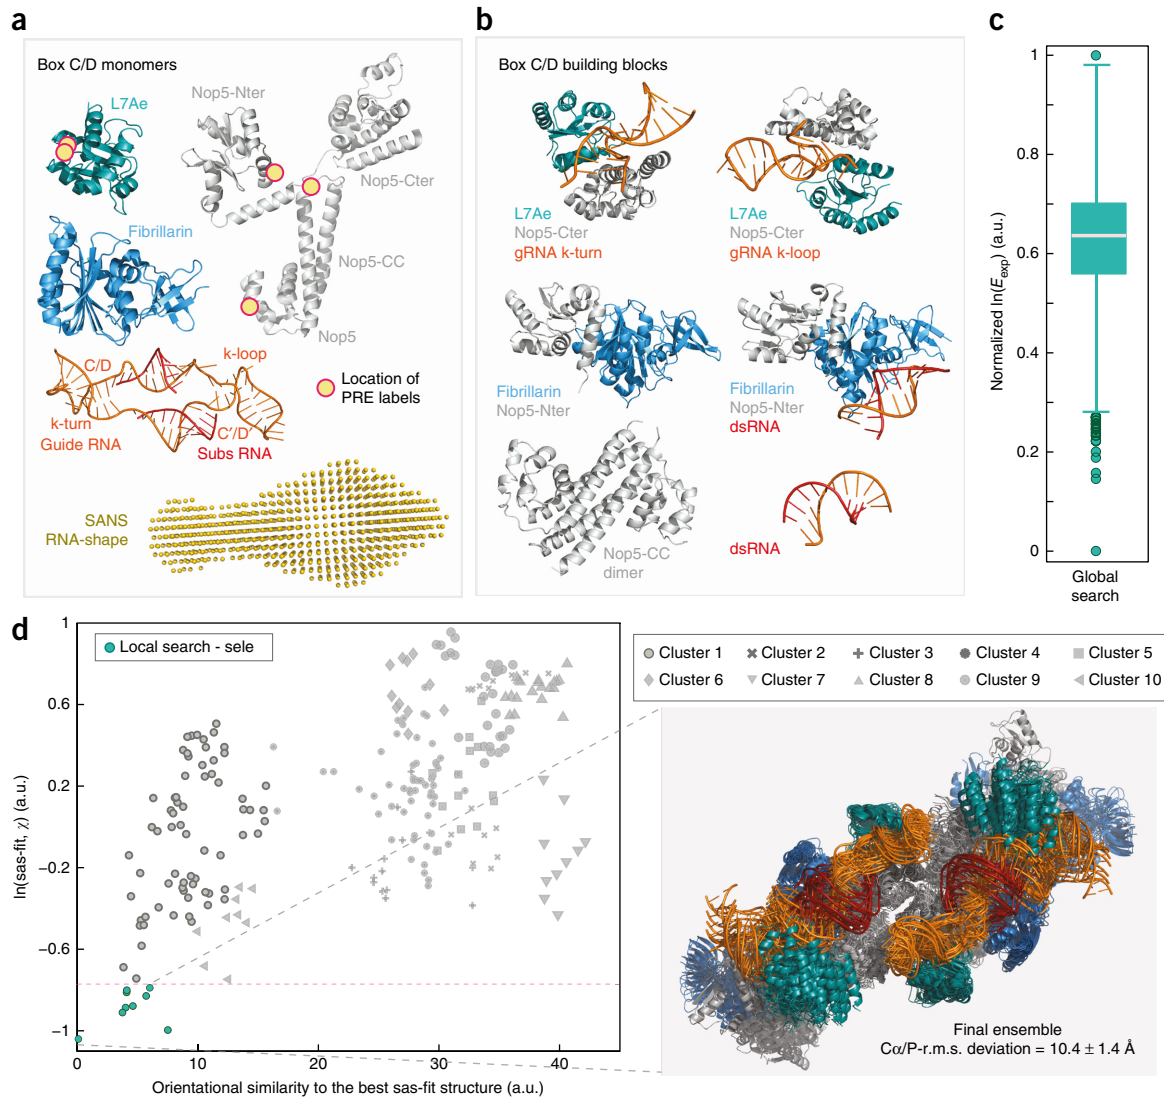 a
Box C/D monomers
L7Ae
Nop5-Nter
Nop5-Cter
Fibrillarin
Nop5-CC
Nop5
C/D
k-loop
k-turn
Guide RNA
C′/D′
Subs RNA
Location of
PRE labels
SANS
RNA-shape
b
Box C/D building blocks
L7Ae
Nop5-Cter
gRNA k-turn
L7Ae
Nop5-Cter
gRNA k-loop
Fibrillarin
Nop5-Nter
Fibrillarin
Nop5-Nter
dsRNA
Nop5-CC
dimer
dsRNA
c
Normalized ln(E_exp) (a.u.)
1
0.8
0.6
0.4
0.2
0
Global
search
d
ln(sas-fit, χ) (a.u.)
1
0.6
0.2
−0.2
−0.6
−1
Local search - sele
0 10 20 30 40
Orientational similarity to the best sas-fit structure (a.u.)
Cluster 1 Cluster 2 Cluster 3 Cluster 4 Cluster 5
Cluster 6 Cluster 7 Cluster 8 Cluster 9 Cluster 10
Final ensemble
Cα/P-r.m.s. deviation = 10.4 ± 1.4 Å